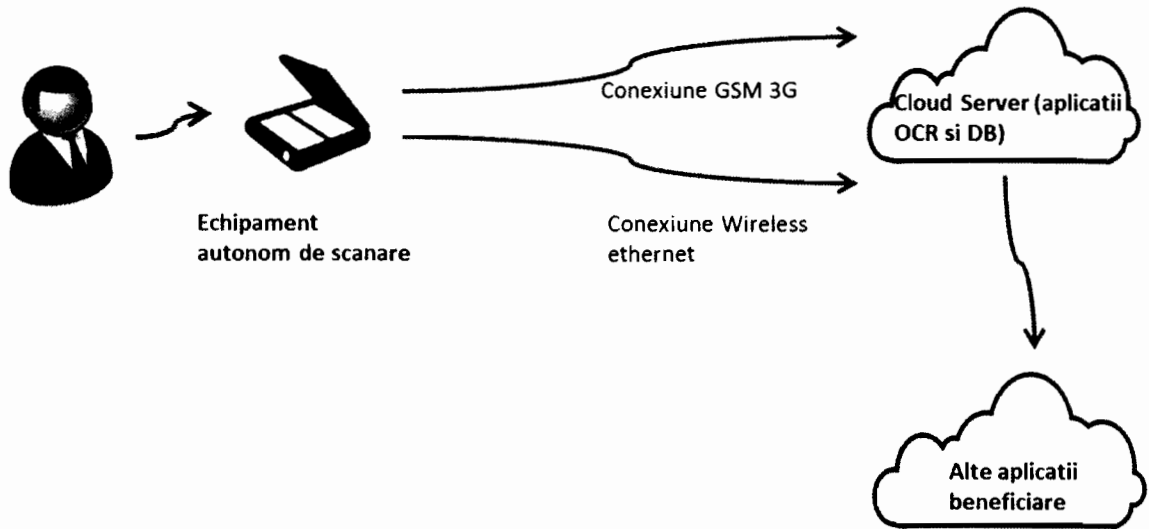 Conexiune GSM 3G
Cloud Server (aplicatii
OCR si DB)
Echipament
autonom de scanare
Conexiune Wireless
ethernet
Alte aplicatii
beneficiare